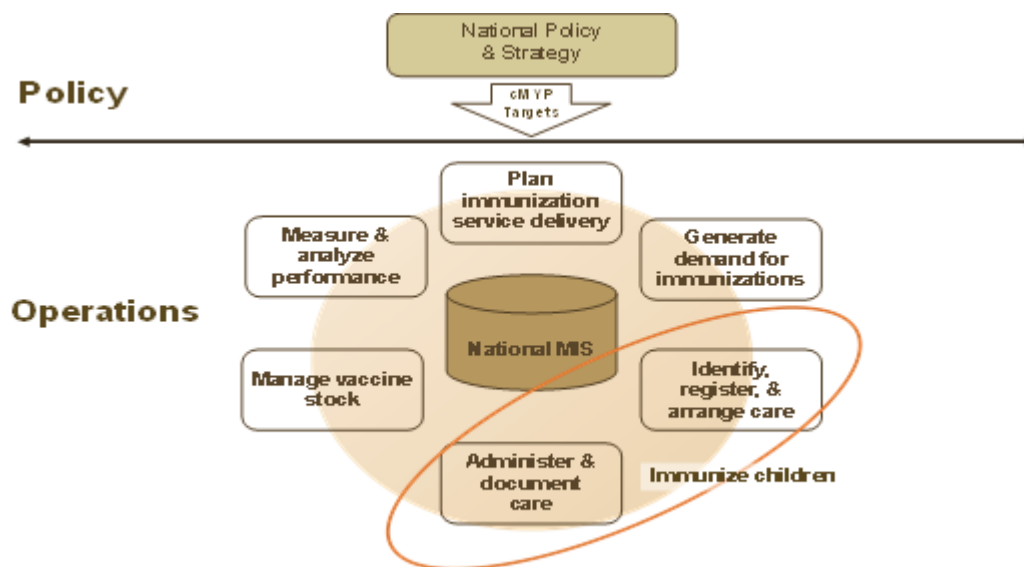 National Policy
& Strategy
Policy
cMYP
Targets
Plan
immunization
service delivery
Measure &
analyze
performance
Generate
demand for
immunizations
Operations
National MIS
Manage vaccine
stock
Identify,
register, &
arrange care
Administer &
document
care
Immunize children